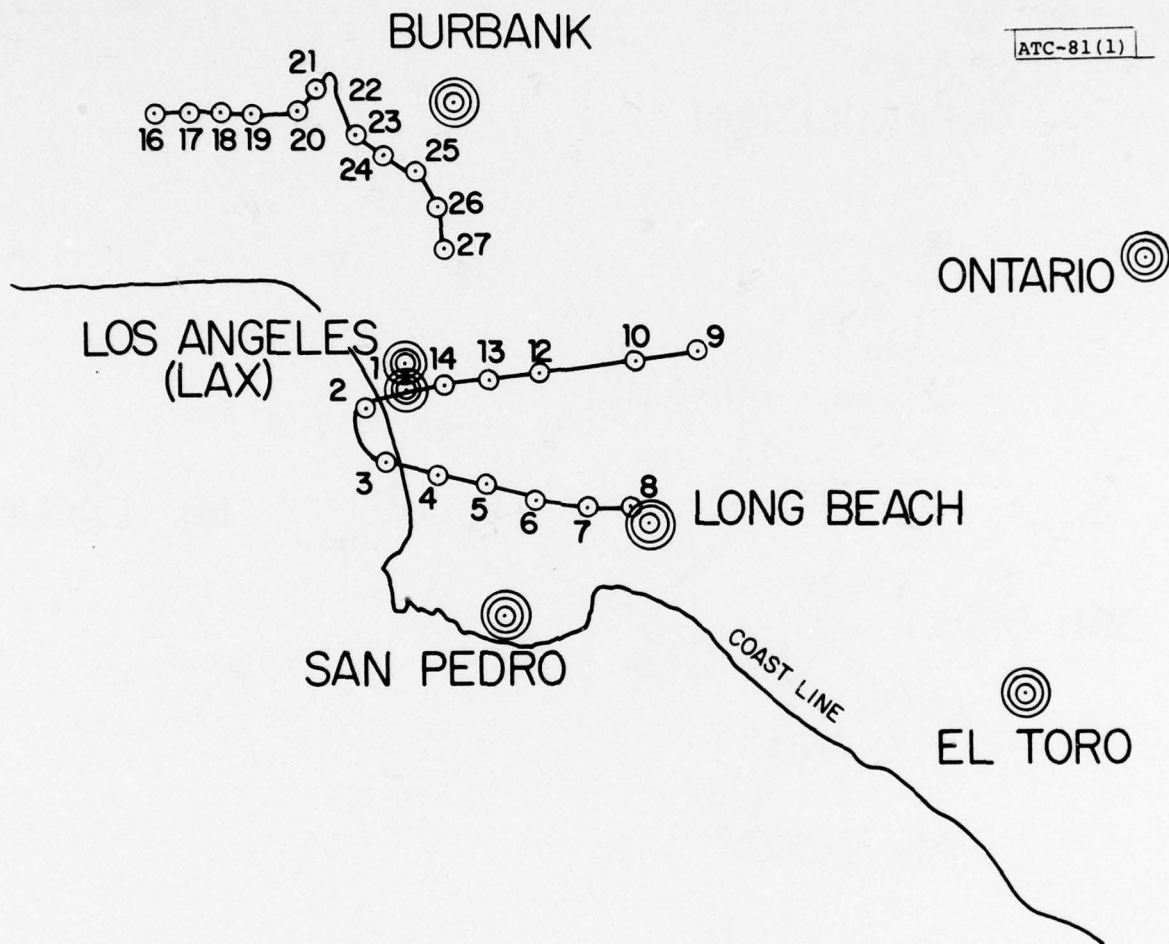 BURBANK
ATC-81(1)
21
22
16 17 18 19 20
23
24
25
26
27
ONTARIO
LOS ANGELES
(LAX)
1
14
13
12
10
9
2
3
4
5
6
7
8
LONG BEACH
SAN PEDRO
COAST LINE
EL TORO